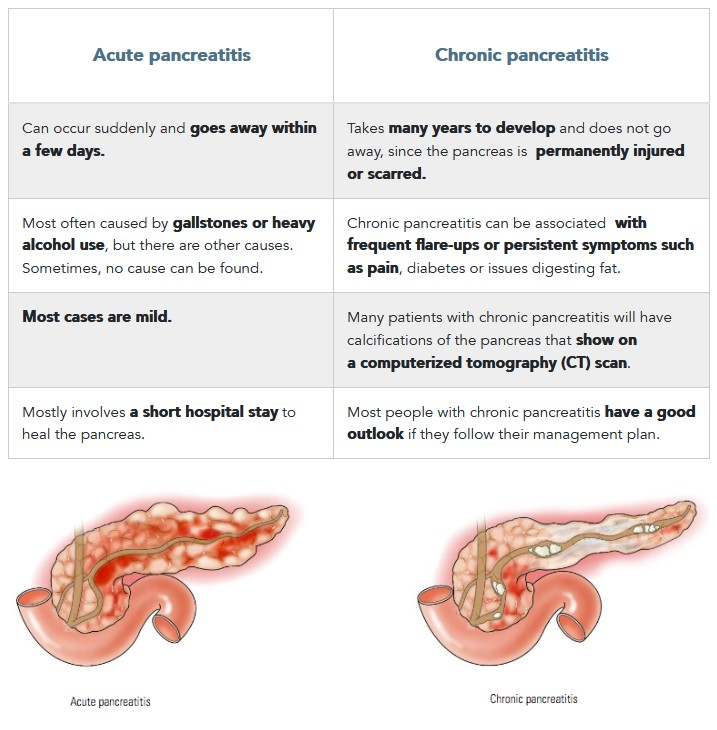 Acute pancreatitis
Chronic pancreatitis
Can occur suddenly and goes away within
a few days.
Takes many years to develop and does not go
away, since the pancreas is permanently injured
or scarred.
Most often caused by gallstones or heavy
alcohol use, but there are other causes.
Sometimes, no cause can be found.
Chronic pancreatitis can be associated with
frequent flare-ups or persistent symptoms such
as pain, diabetes or issues digesting fat.
Most cases are mild.
Many patients with chronic pancreatitis will have
calcifications of the pancreas that show on
a computerized tomography (CT) scan.
Mostly involves a short hospital stay to
heal the pancreas.
Most people with chronic pancreatitis have a good
outlook if they follow their management plan.
Acute pancreatitis
Chronic pancreatitis